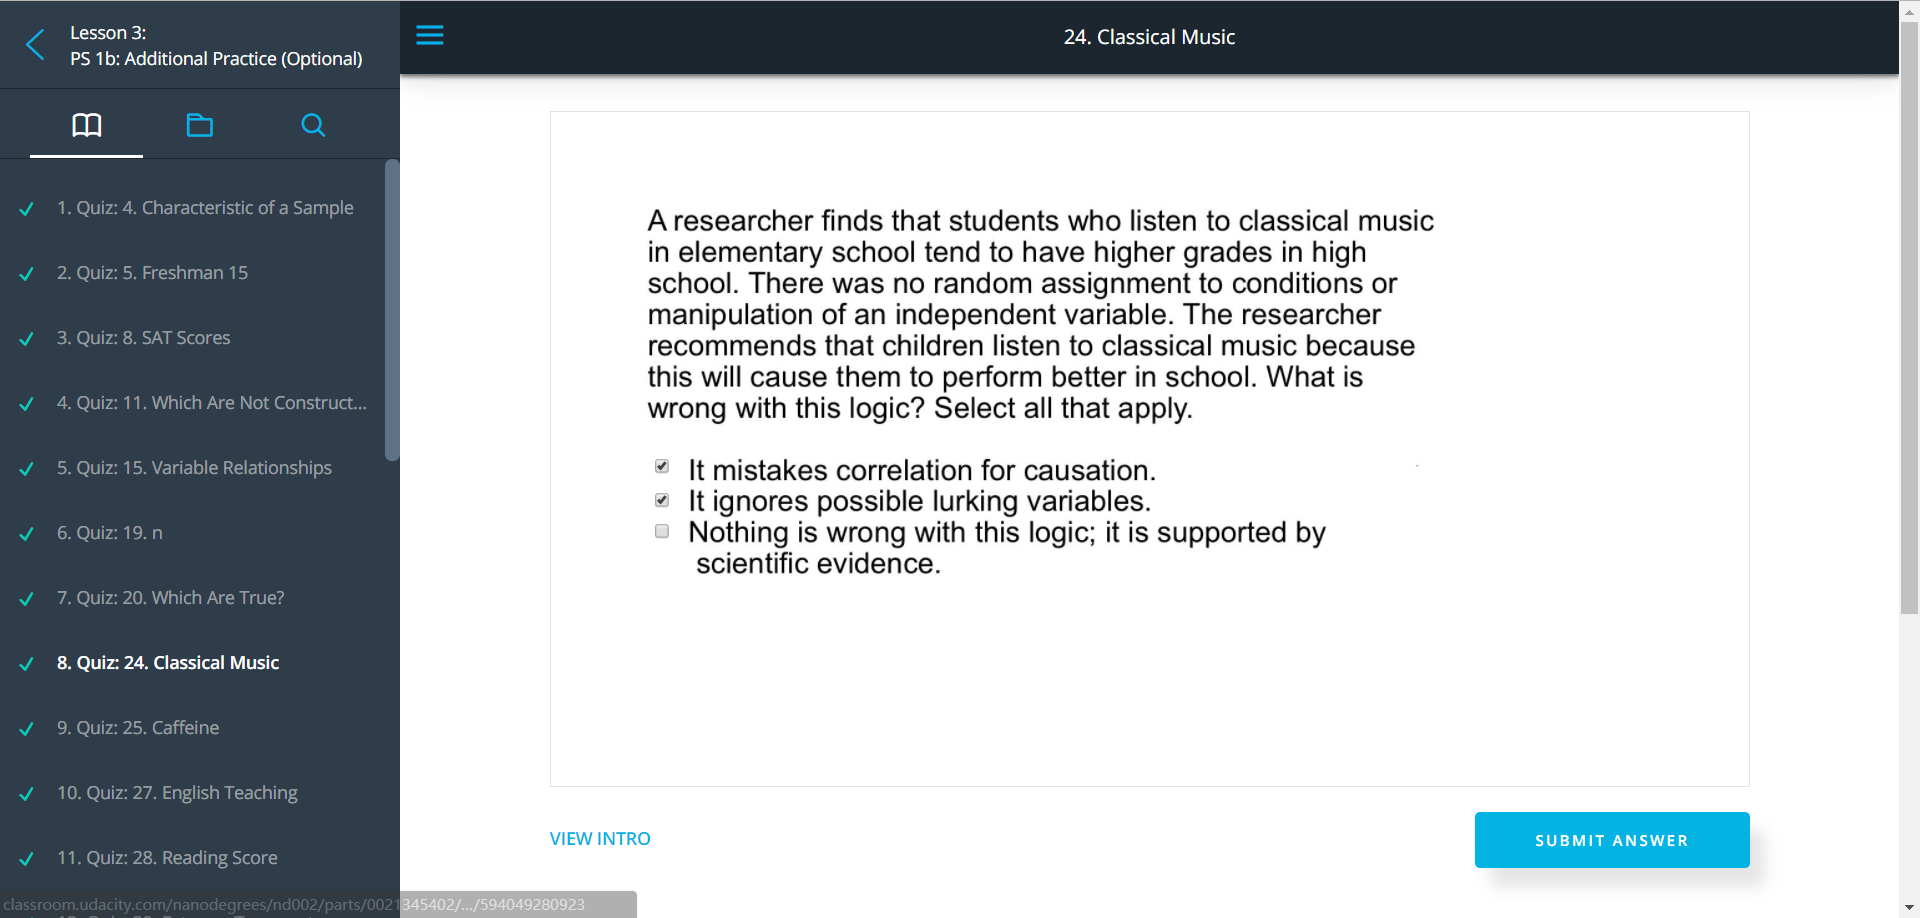 Lesson 3:
PS 1b: Additional Practice (Optional)
24. Classical Music
1. Quiz: 4. Characteristic of a Sample
2. Quiz: 5. Freshman 15
3. Quiz: 8. SAT Scores
4. Quiz: 11. Which Are Not Construct...
5. Quiz: 15. Variable Relationships
6. Quiz: 19. n
7. Quiz: 20. Which Are True?
8. Quiz: 24. Classical Music
9. Quiz: 25. Caffeine
10. Quiz: 27. English Teaching
11. Quiz: 28. Reading Score
A researcher finds that students who listen to classical music
in elementary school tend to have higher grades in high
school. There was no random assignment to conditions or
manipulation of an independent variable. The researcher
recommends that children listen to classical music because
this will cause them to perform better in school. What is
wrong with this logic? Select all that apply.
It mistakes correlation for causation.
It ignores possible lurking variables.
Nothing is wrong with this logic; it is supported by
scientific evidence.
VIEW INTRO
SUBMIT ANSWER
classroom.udacity.com/nanodegrees/nd002/parts/0021345402/.../594049280923